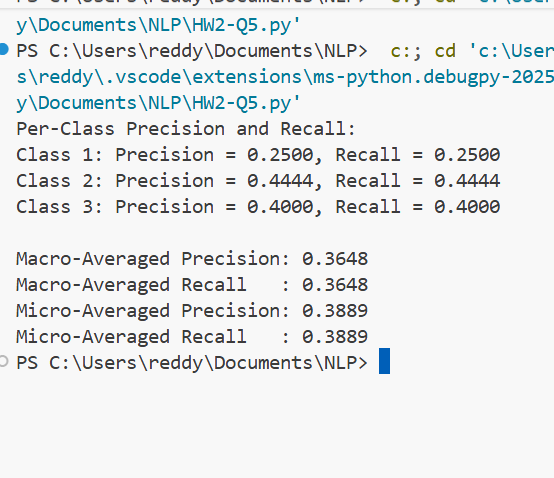 y\Documents\NLP\HW2-Q5.py'
PS C:\Users\reddy\Documents\NLP>  c:; cd 'c:\User
s\reddy\.vscode\extensions\ms-python.debugpy-2025
y\Documents\NLP\HW2-Q5.py'
Per-Class Precision and Recall:
Class 1: Precision = 0.2500, Recall = 0.2500
Class 2: Precision = 0.4444, Recall = 0.4444
Class 3: Precision = 0.4000, Recall = 0.4000

Macro-Averaged Precision: 0.3648
Macro-Averaged Recall   : 0.3648
Micro-Averaged Precision: 0.3889
Micro-Averaged Recall   : 0.3889
PS C:\Users\reddy\Documents\NLP>